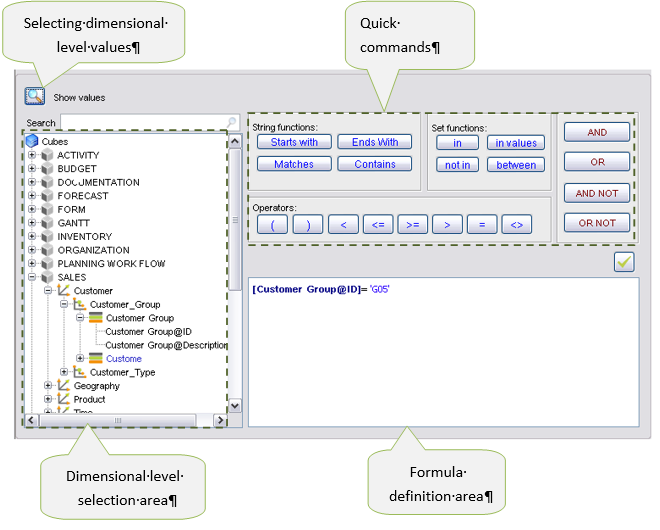 Selecting·dimensional·
level·values¶
Quick·
commands¶
Show values
Search
Cubes
ACTIVITY
BUDGET
DOCUMENTATION
FORECAST
FORM
GANTT
INVENTORY
ORGANIZATION
PLANNING WORK FLOW
SALES
Customer
Customer_Group
Customer Group
Customer Group@ID
Customer Group@Description
Custome
Customer_Type
Geography
Product
Time
String functions:
Starts with Ends With
Matches Contains
Set functions:
in in values
not in between
Operators:
( ) < <= >= > = <>
AND
OR
AND NOT
OR NOT
[Customer Group@ID]= 'G05'
Dimensional·level·
selection·area¶
Formula·
definition·area¶